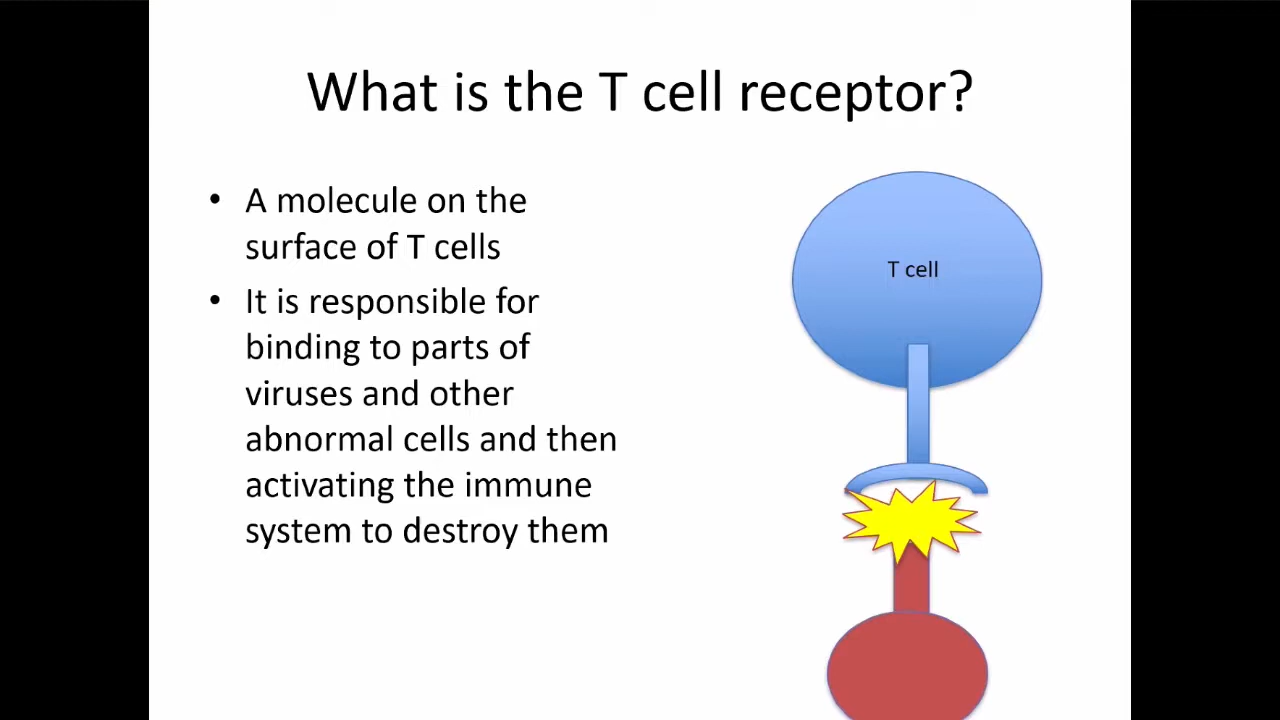 What is the T cell receptor?
• A molecule on the
surface of T cells
• It is responsible for
binding to parts of
viruses and other
abnormal cells and then
activating the immune
system to destroy them
T cell